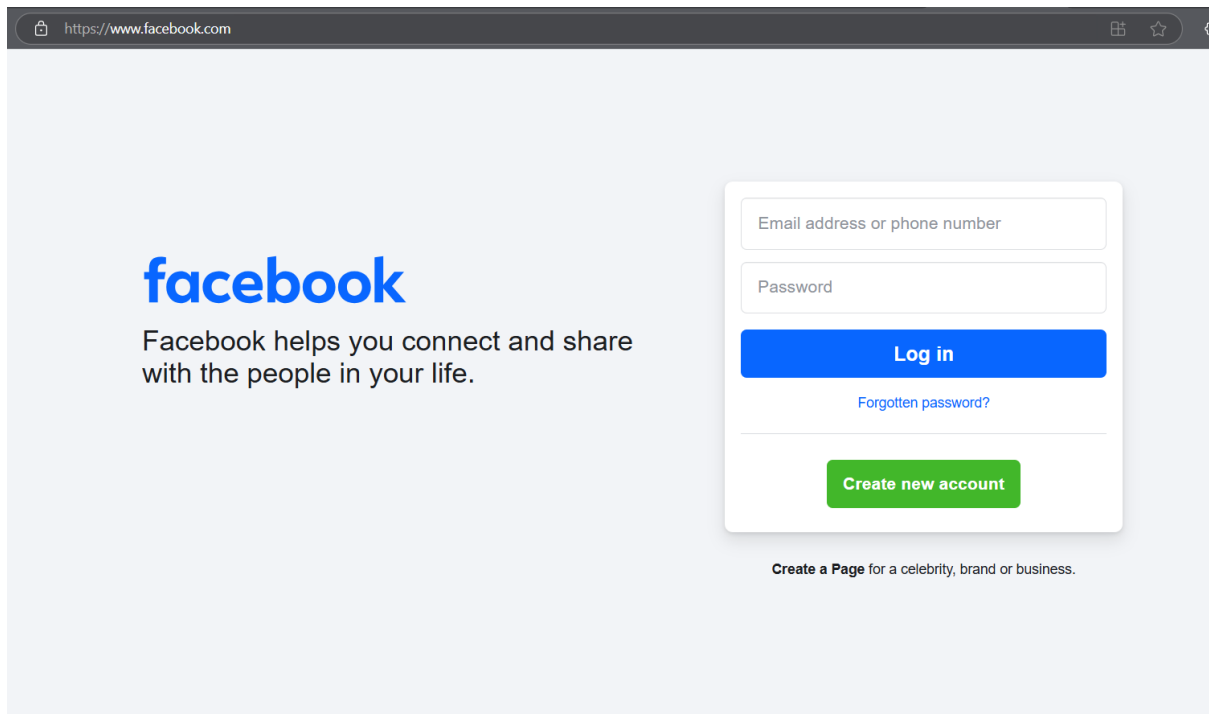 https://www.facebook.com
facebook
Facebook helps you connect and share
with the people in your life.
Email address or phone number
Password
Log in
Forgotten password?
Create new account
Create a Page for a celebrity, brand or business.